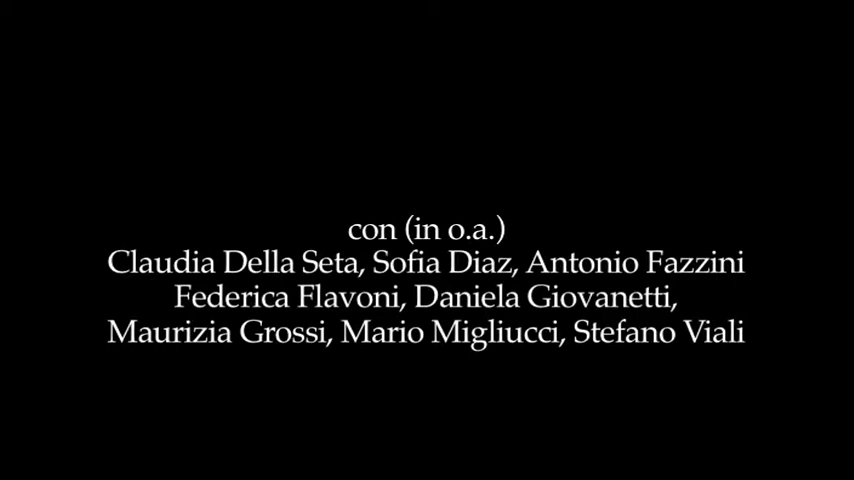 con (in o.a.)
Claudia Della Seta, Sofia Diaz, Antonio Fazzini
Federica Flavoni, Daniela Giovanetti,
Maurizia Grossi, Mario Migliucci, Stefano Viali